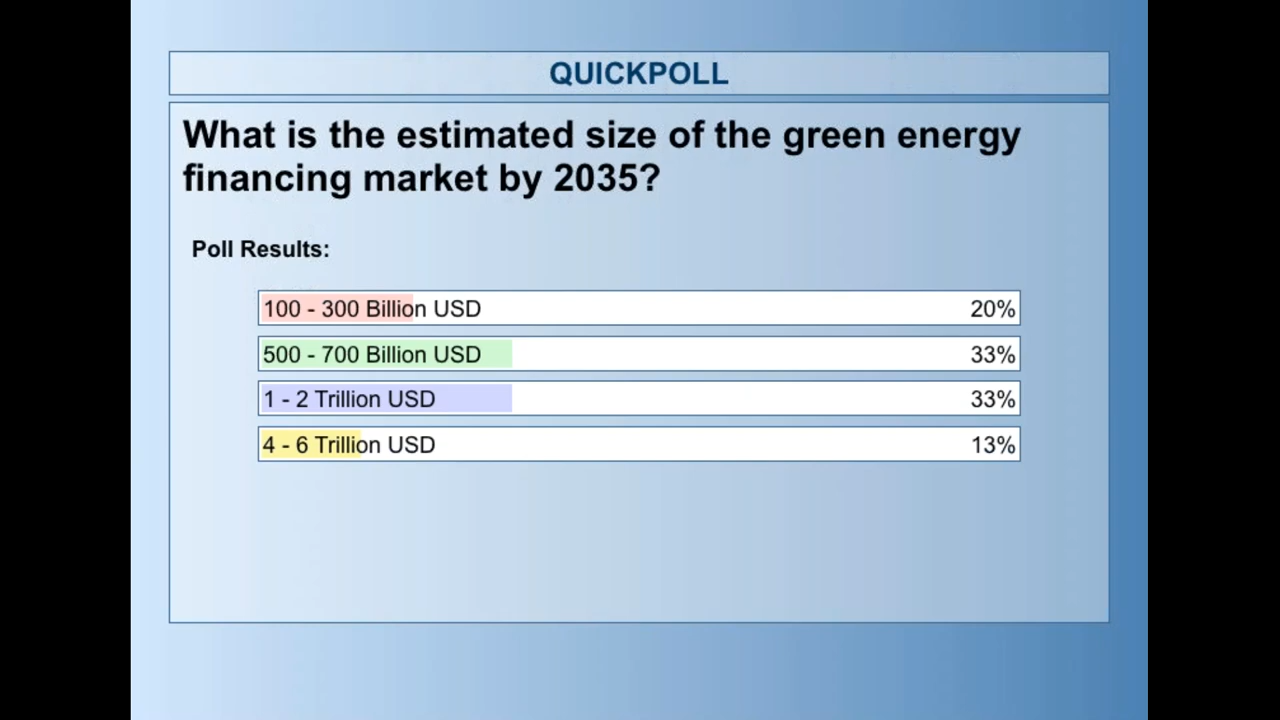 QUICKPOLL
What is the estimated size of the green energy
financing market by 2035?
Poll Results:
100 - 300 Billion USD 20%
500 - 700 Billion USD 33%
1 - 2 Trillion USD 33%
4 - 6 Trillion USD 13%